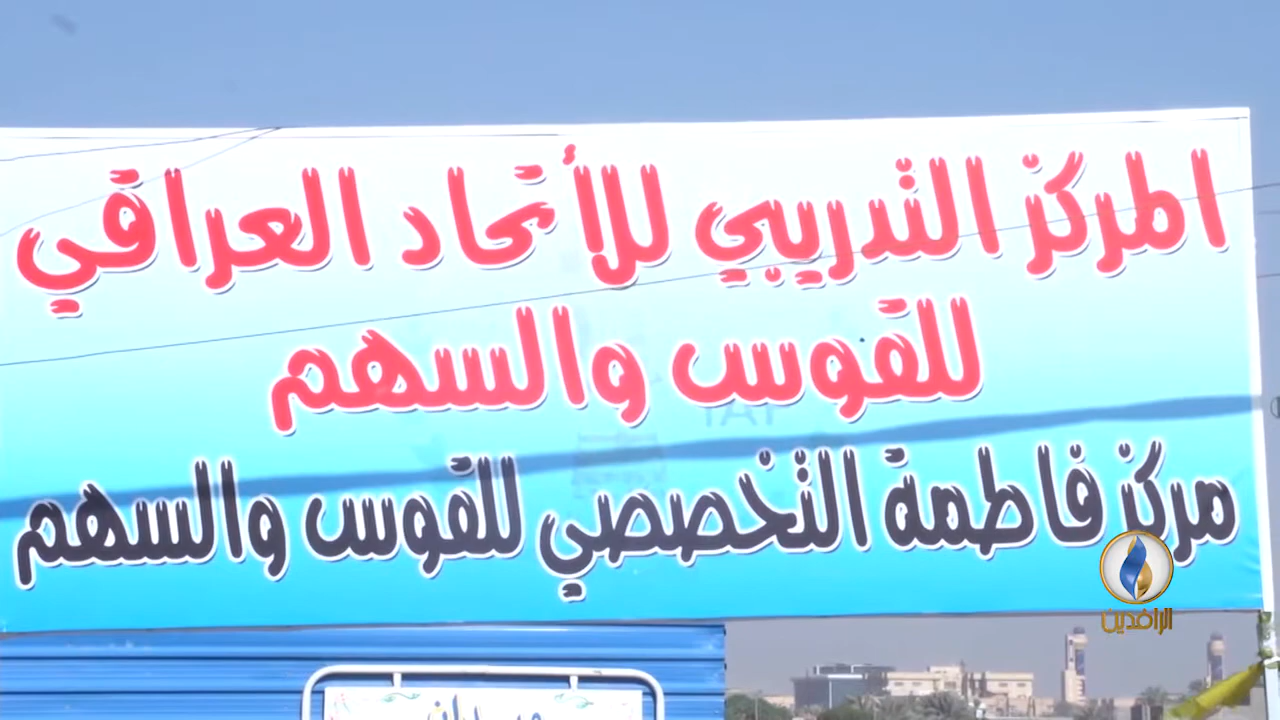 المركز التدريبي للأتحاد العراقي
للقوس والسهم
مركز فاطمة التخصصي للقوس والسهم
الرافدين